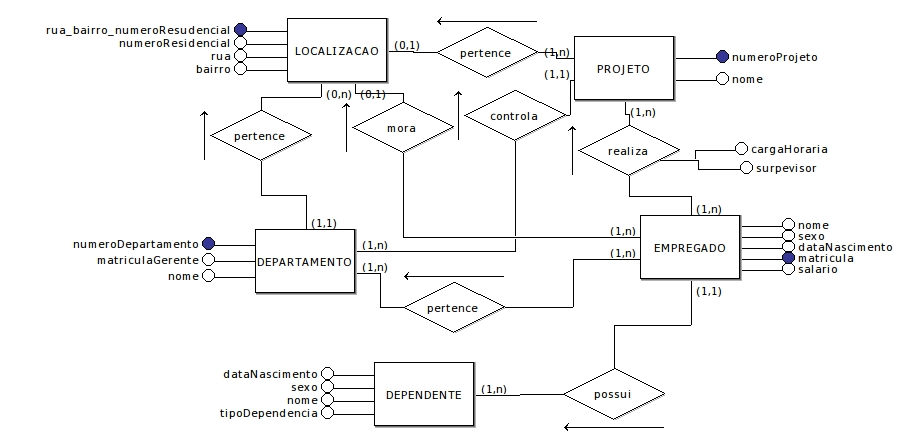 rua_bairro_numeroResudencial
numeroResidencial
rua
bairro
LOCALIZACAO
(0,1)
pertence
(1,n)
(1,1)
PROJETO
numeroProjeto
nome
(0,n)
(0,1)
pertence
mora
controla
(1,n)
realiza
cargaHoraria
surpevisor
(1,1)
(1,n)
numeroDepartamento
matriculaGerente
nome
DEPARTAMENTO
(1,n)
(1,n)
(1,n)
(1,n)
EMPREGADO
nome
sexo
dataNascimento
matricula
salario
pertence
(1,1)
dataNascimento
sexo
nome
tipoDependencia
DEPENDENTE
(1,n)
possui